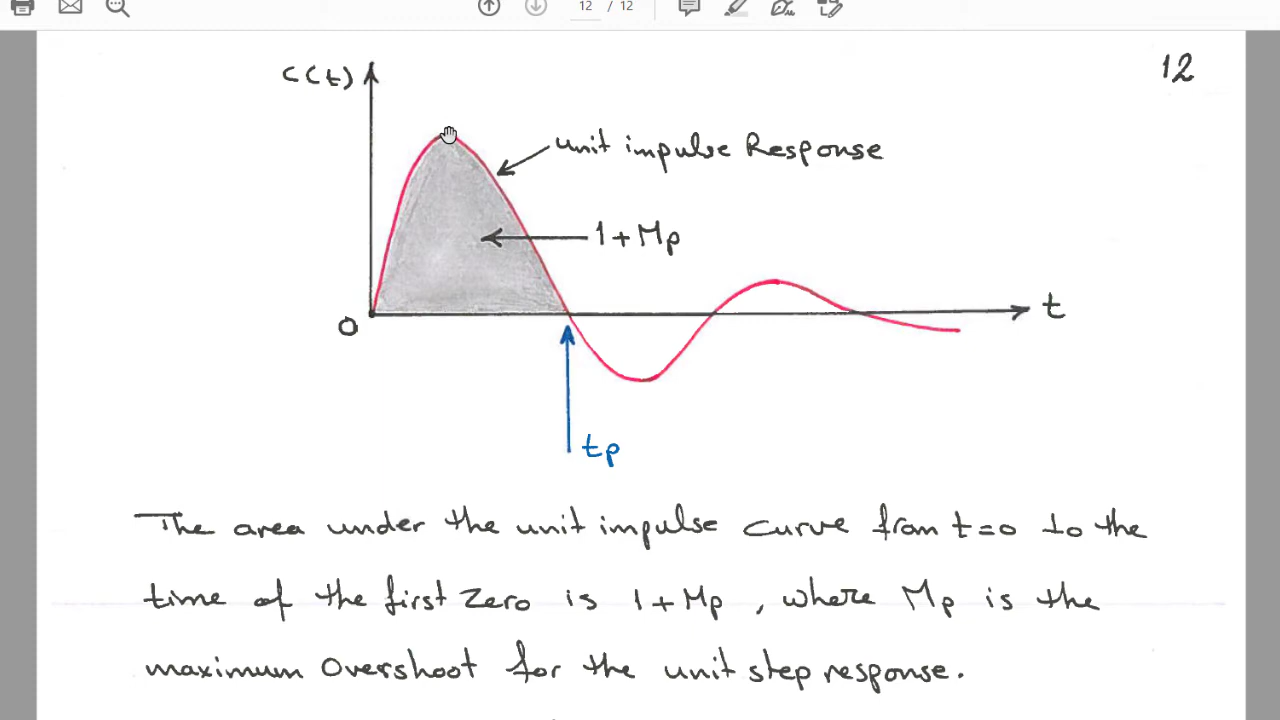 12 / 12
12
c(t)
unit impulse Response
1+Mp
0
t
tp
The area under the unit impulse curve from t=0 to the
time of the first zero is 1+Mp, where Mp is the
maximum overshoot for the unit step response.